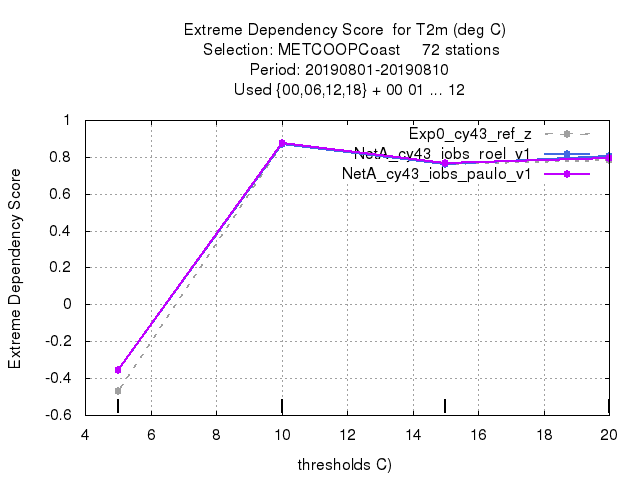 Extreme Dependency Score  for T2m (deg C)
Selection: METCOOPCoast     72 stations
Period: 20190801-20190810
Used {00,06,12,18} + 00 01 ... 12
Exp0_cy43_ref_z
NetA_cy43_iobs_roel_v1
NetA_cy43_iobs_paulo_v1
Extreme Dependency Score
1
0.8
0.6
0.4
0.2
0
-0.2
-0.4
-0.6
4 6 8 10 12 14 16 18 20
thresholds C)